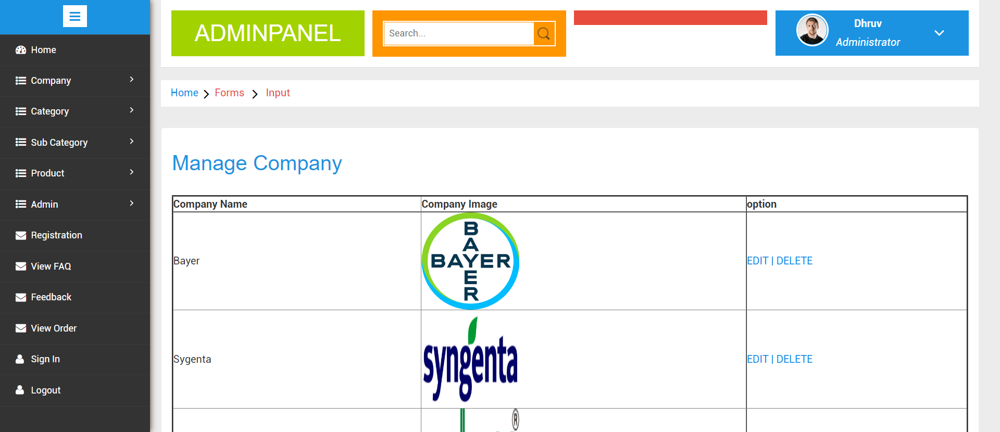 Home
Company
Category
Sub Category
Product
Admin
Registration
View FAQ
Feedback
View Order
Sign In
Logout
ADMINPANEL
Search...
Dhruv
Administrator
Home Forms Input
Manage Company
Company Name Company Image option
Bayer BAYER BAYER EDIT | DELETE
Sygenta syngenta EDIT | DELETE
®